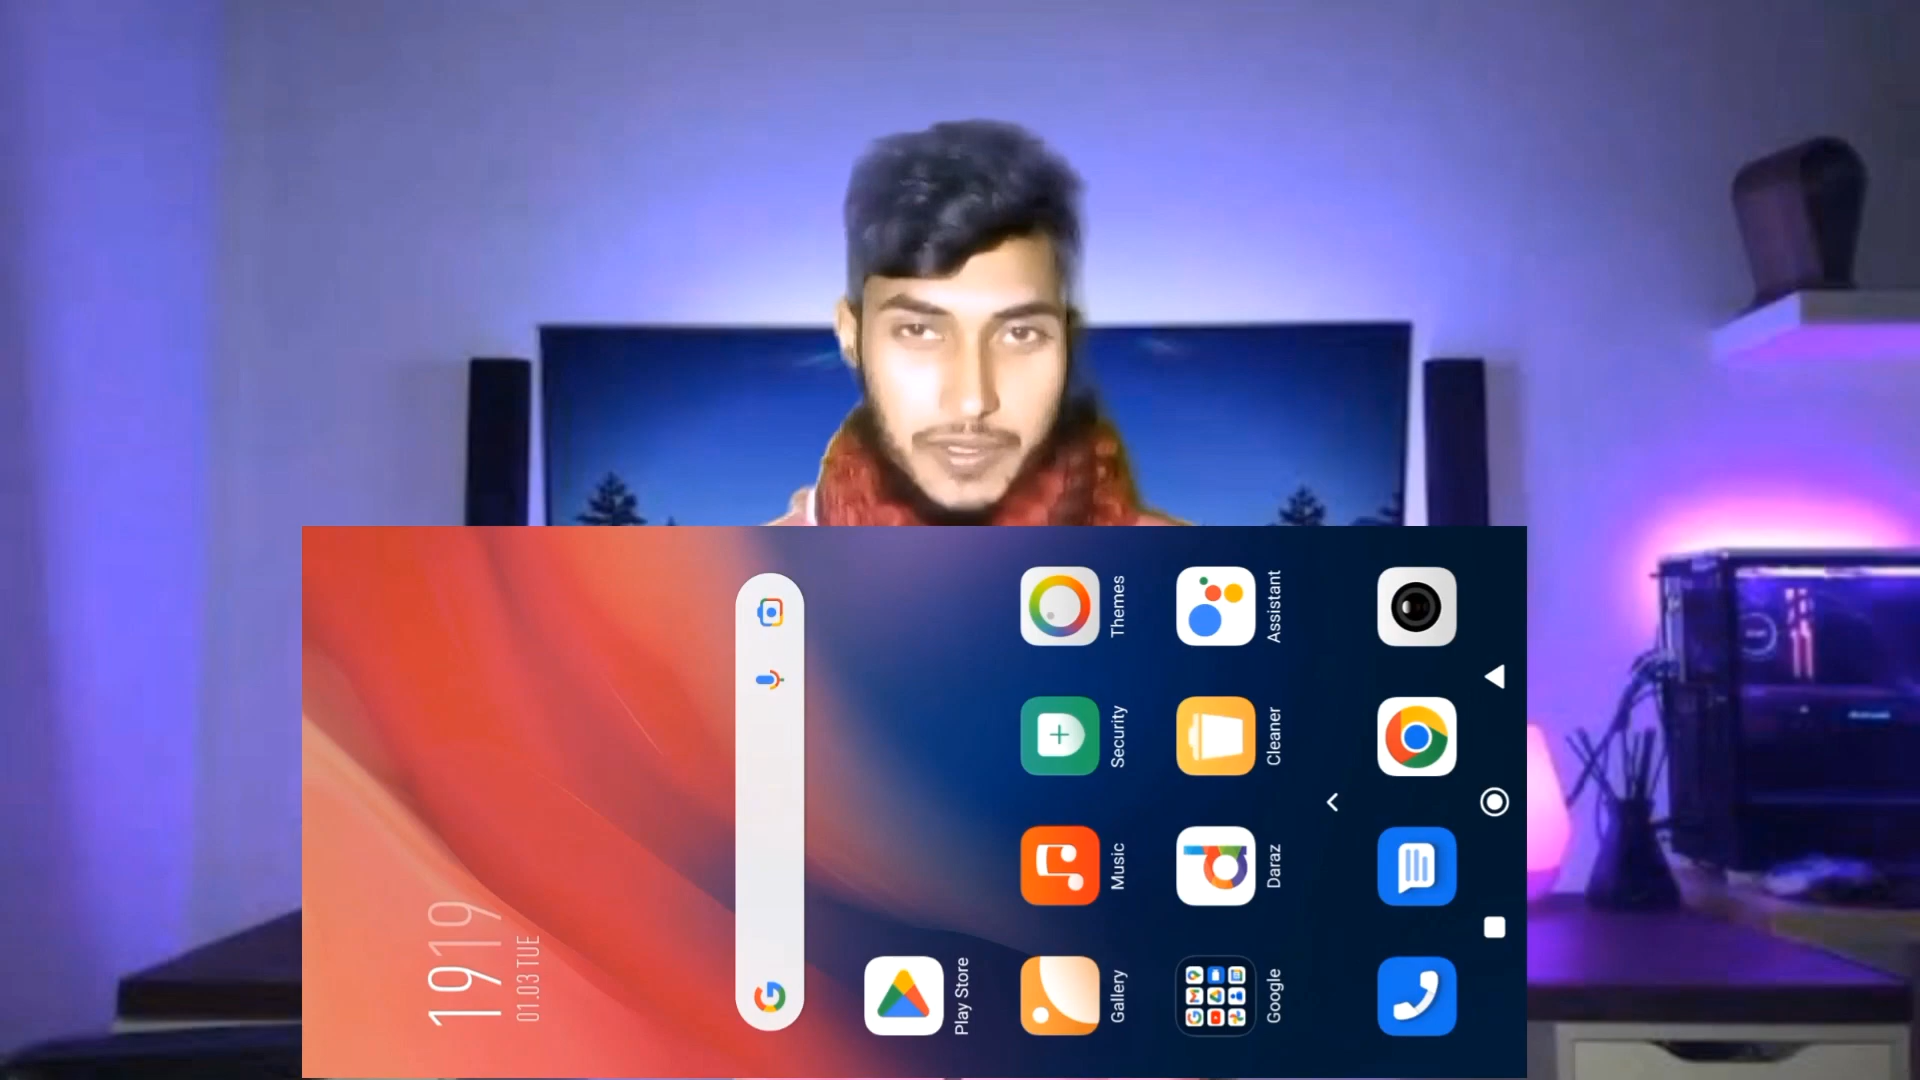 1919
01.03 TUE
Play Store
Gallery
Music
Security
Themes
Google
Daraz
Cleaner
Assistant